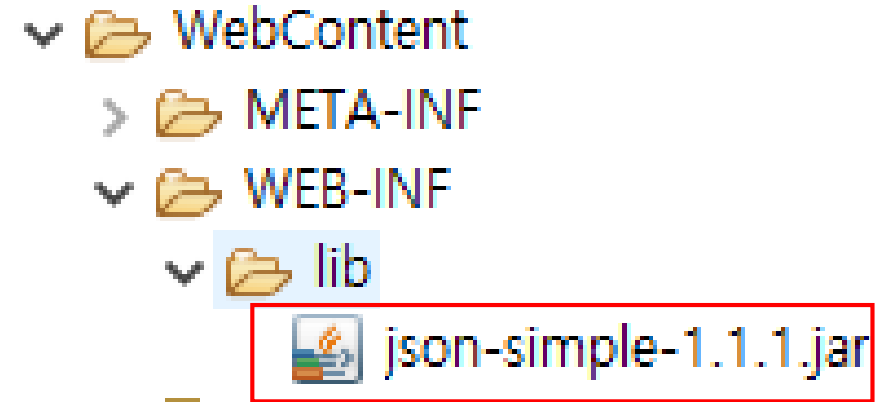 WebContent
META-INF
WEB-INF
lib
json-simple-1.1.1.jar